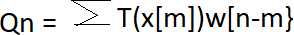 Qn = ∑ T(x[m])w[n-m}